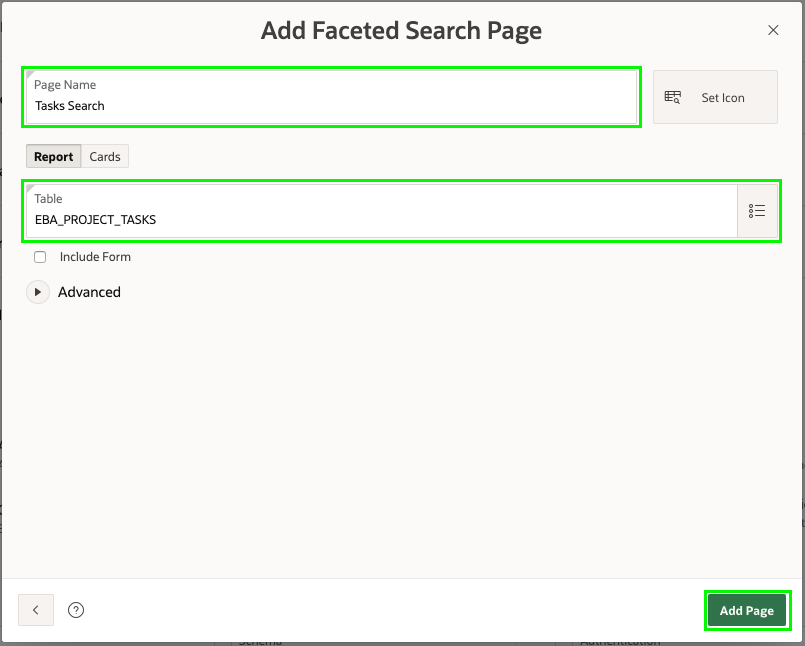 Add Faceted Search Page
Page Name
Tasks Search
Set Icon
Report
Cards
Table
EBA_PROJECT_TASKS
Include Form
Advanced
Add Page